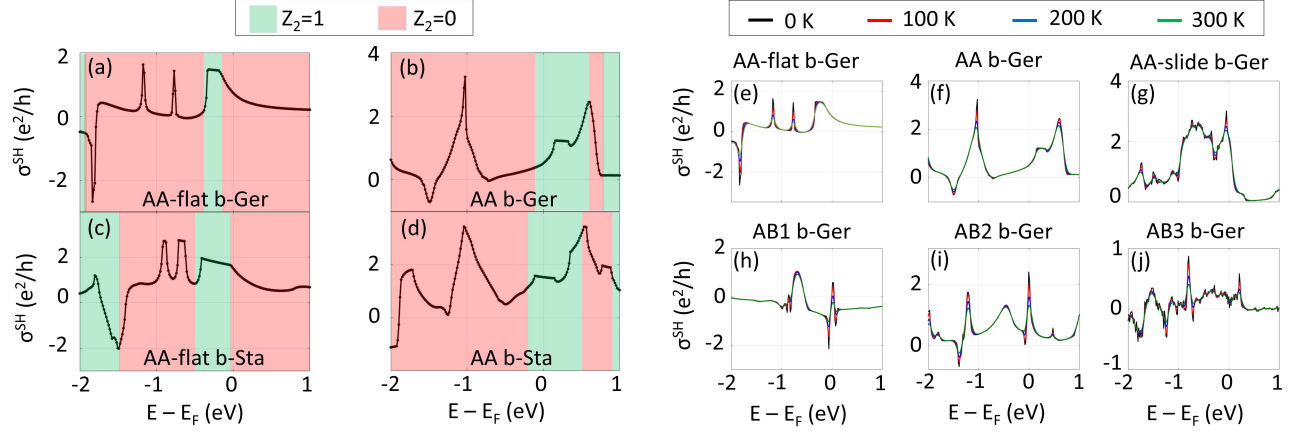 Z2=1 Z2=0
0 K 100 K 200 K 300 K
(a)
2
0
-2
σ^SH (e²/h)
AA-flat b-Ger
(b)
4
2
0
AA b-Ger
(c)
2
0
-2
σ^SH (e²/h)
AA-flat b-Sta
-2 -1 0 1
E – E_F (eV)
(d)
2
0
AA b-Sta
-2 -1 0 1
E – E_F (eV)
AA-flat b-Ger
(e)
2
0
-2
σ^SH (e²/h)
AA b-Ger
(f)
4
2
0
AA-slide b-Ger
(g)
4
2
0
AB1 b-Ger
(h)
2
0
-2
σ^SH (e²/h)
-2 -1 0 1
E – E_F (eV)
AB2 b-Ger
(i)
2
0
-2 -1 0 1
E – E_F (eV)
AB3 b-Ger
(j)
1
0
-1
-2 -1 0 1
E – E_F (eV)